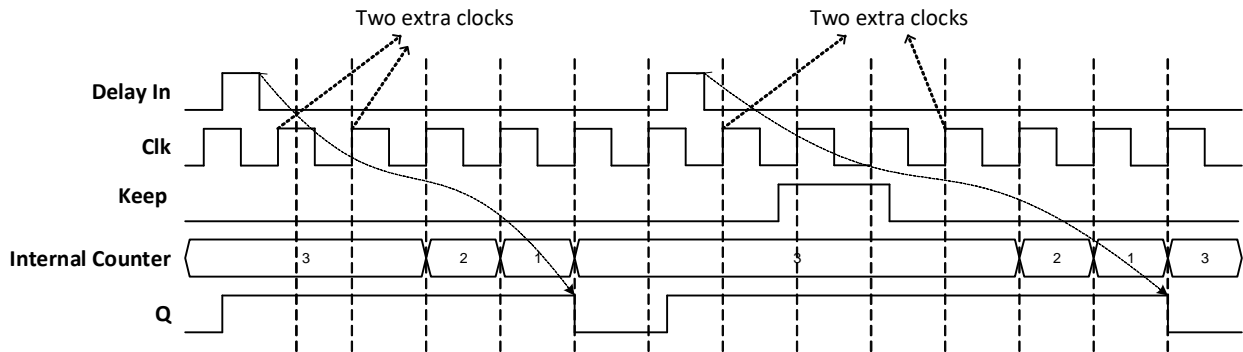 Two extra clocks
Two extra clocks
Delay In
Clk
Keep
Internal Counter
3
2
1
3
2
1
3
Q